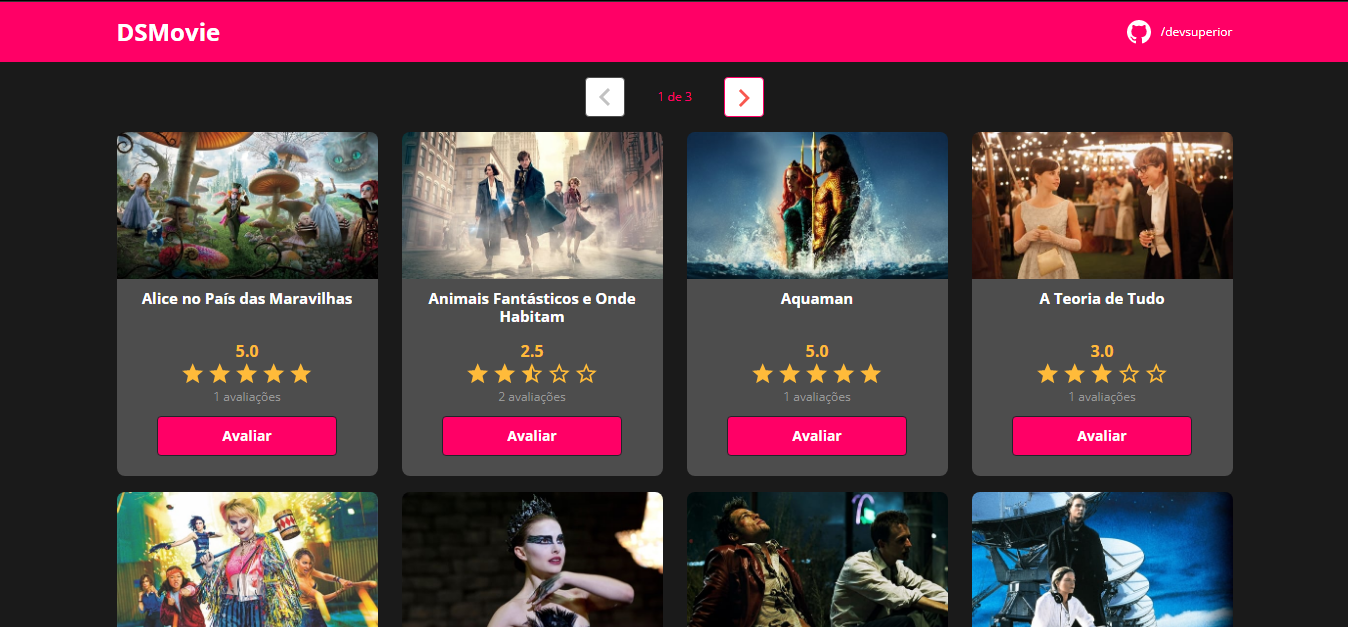 DSMovie
/devsuperior
1 de 3
Alice no País das Maravilhas
5.0
1 avaliações
Avaliar
Animais Fantásticos e Onde
Habitam
2.5
2 avaliações
Avaliar
Aquaman
5.0
1 avaliações
Avaliar
A Teoria de Tudo
3.0
1 avaliações
Avaliar